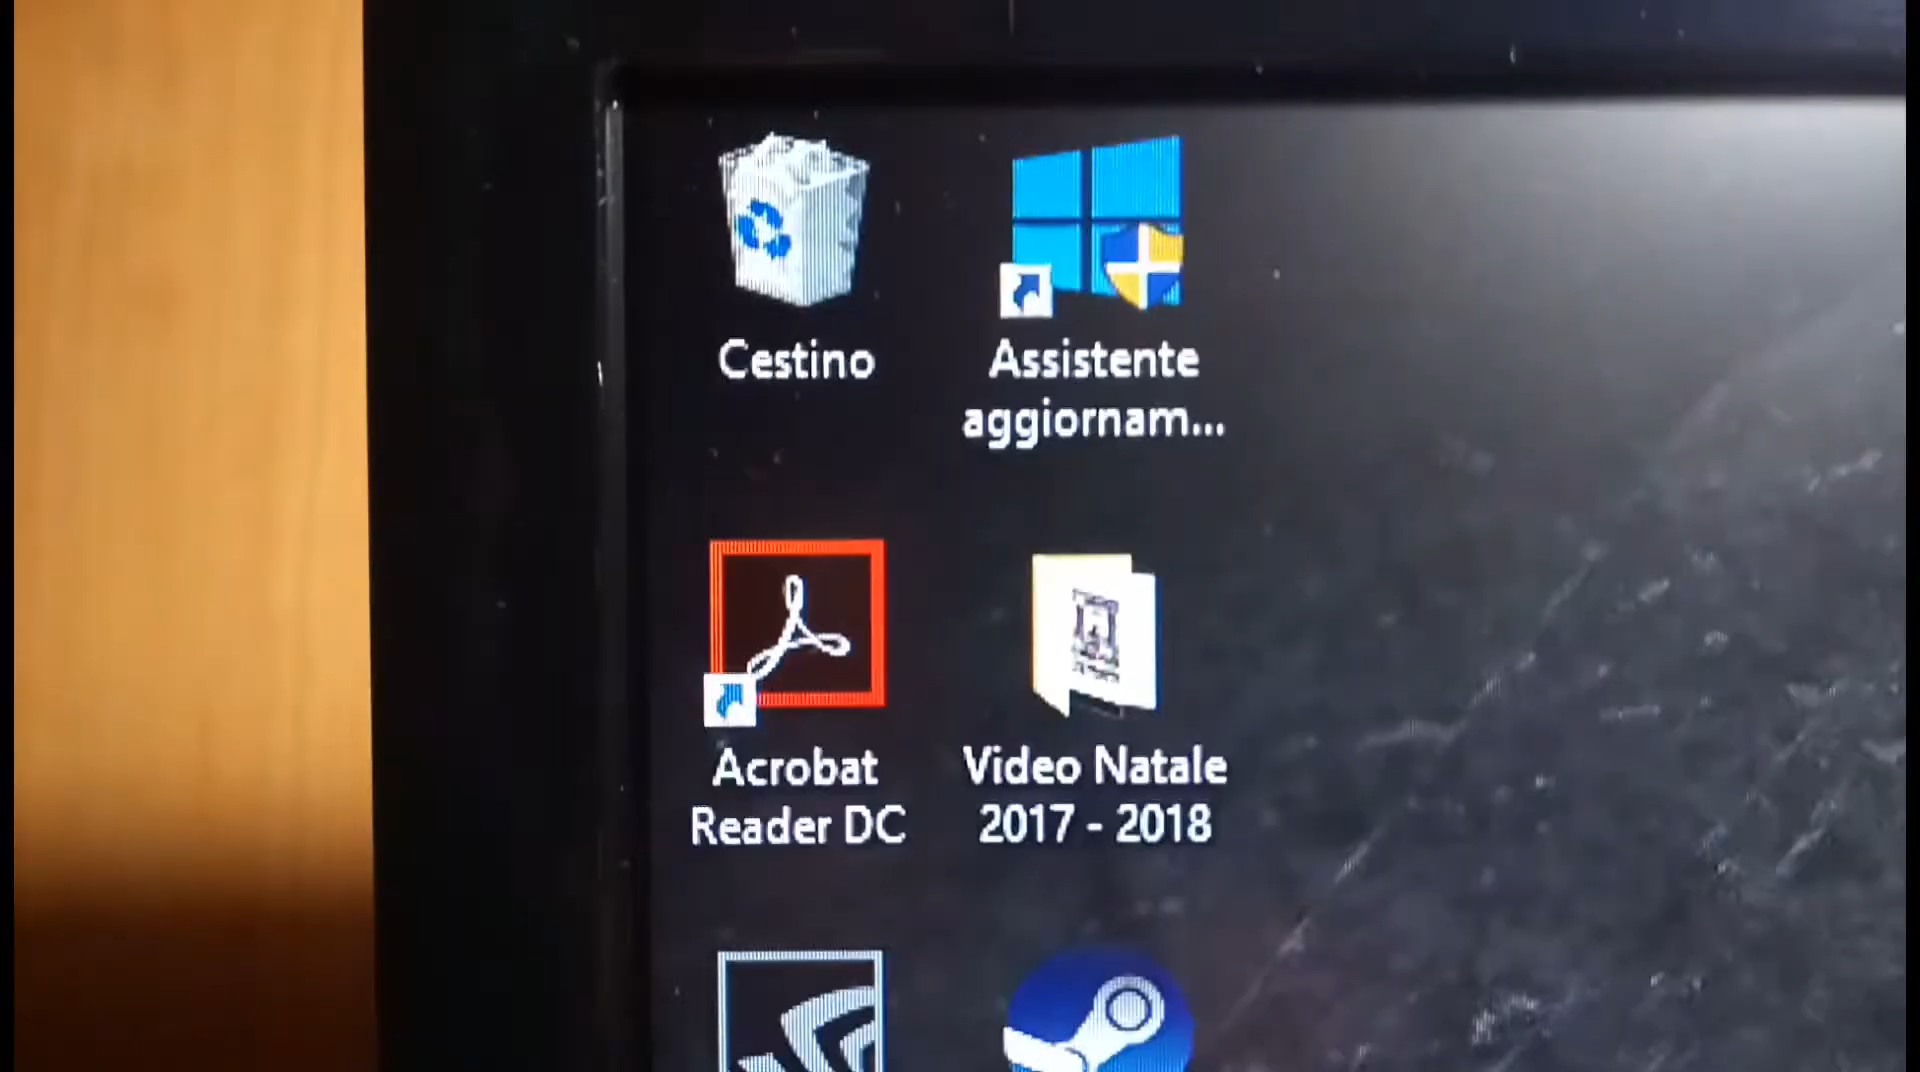 Cestino
Assistente
aggiornam...
Acrobat
Reader DC
Video Natale
2017 - 2018